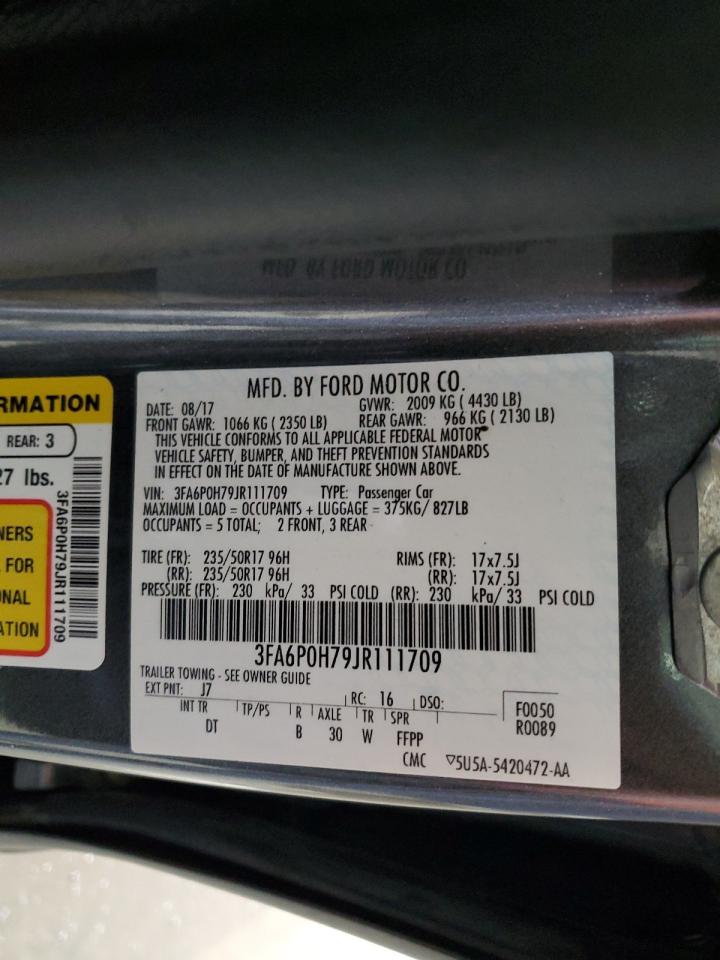 MFD. BY FORD MOTOR CO.
MFD. BY FORD MOTOR CO.
DATE: 08/17 GVWR: 2009 KG ( 4430 LB)
FRONT GAWR: 1066 KG ( 2350 LB) REAR GAWR: 966 KG ( 2130 LB)
THIS VEHICLE CONFORMS TO ALL APPLICABLE FEDERAL MOTOR
VEHICLE SAFETY, BUMPER, AND THEFT PREVENTION STANDARDS
IN EFFECT ON THE DATE OF MANUFACTURE SHOWN ABOVE.
VIN: 3FA6P0H79JR111709 TYPE: Passenger Car
MAXIMUM LOAD = OCCUPANTS + LUGGAGE = 375KG/ 827LB
OCCUPANTS = 5 TOTAL; 2 FRONT, 3 REAR
TIRE (FR): 235/50R17 96H RIMS (FR): 17x7.5J
(RR): 235/50R17 96H (RR): 17x7.5J
PRESSURE (FR): 230 kPa/ 33 PSI COLD (RR): 230 kPa/ 33 PSI COLD
3FA6P0H79JR111709
TRAILER TOWING - SEE OWNER GUIDE
EXT PNT: J7 RC: 16 DSO: F0050
INT TR TP/PS R AXLE TR SPR R0089
DT B 30 W FFPP
CMC ▽5U5A-5420472-AA
RMATION
REAR: 3
27 lbs.
NERS
FOR
ONAL
ATION
3FA6P0H79JR111709